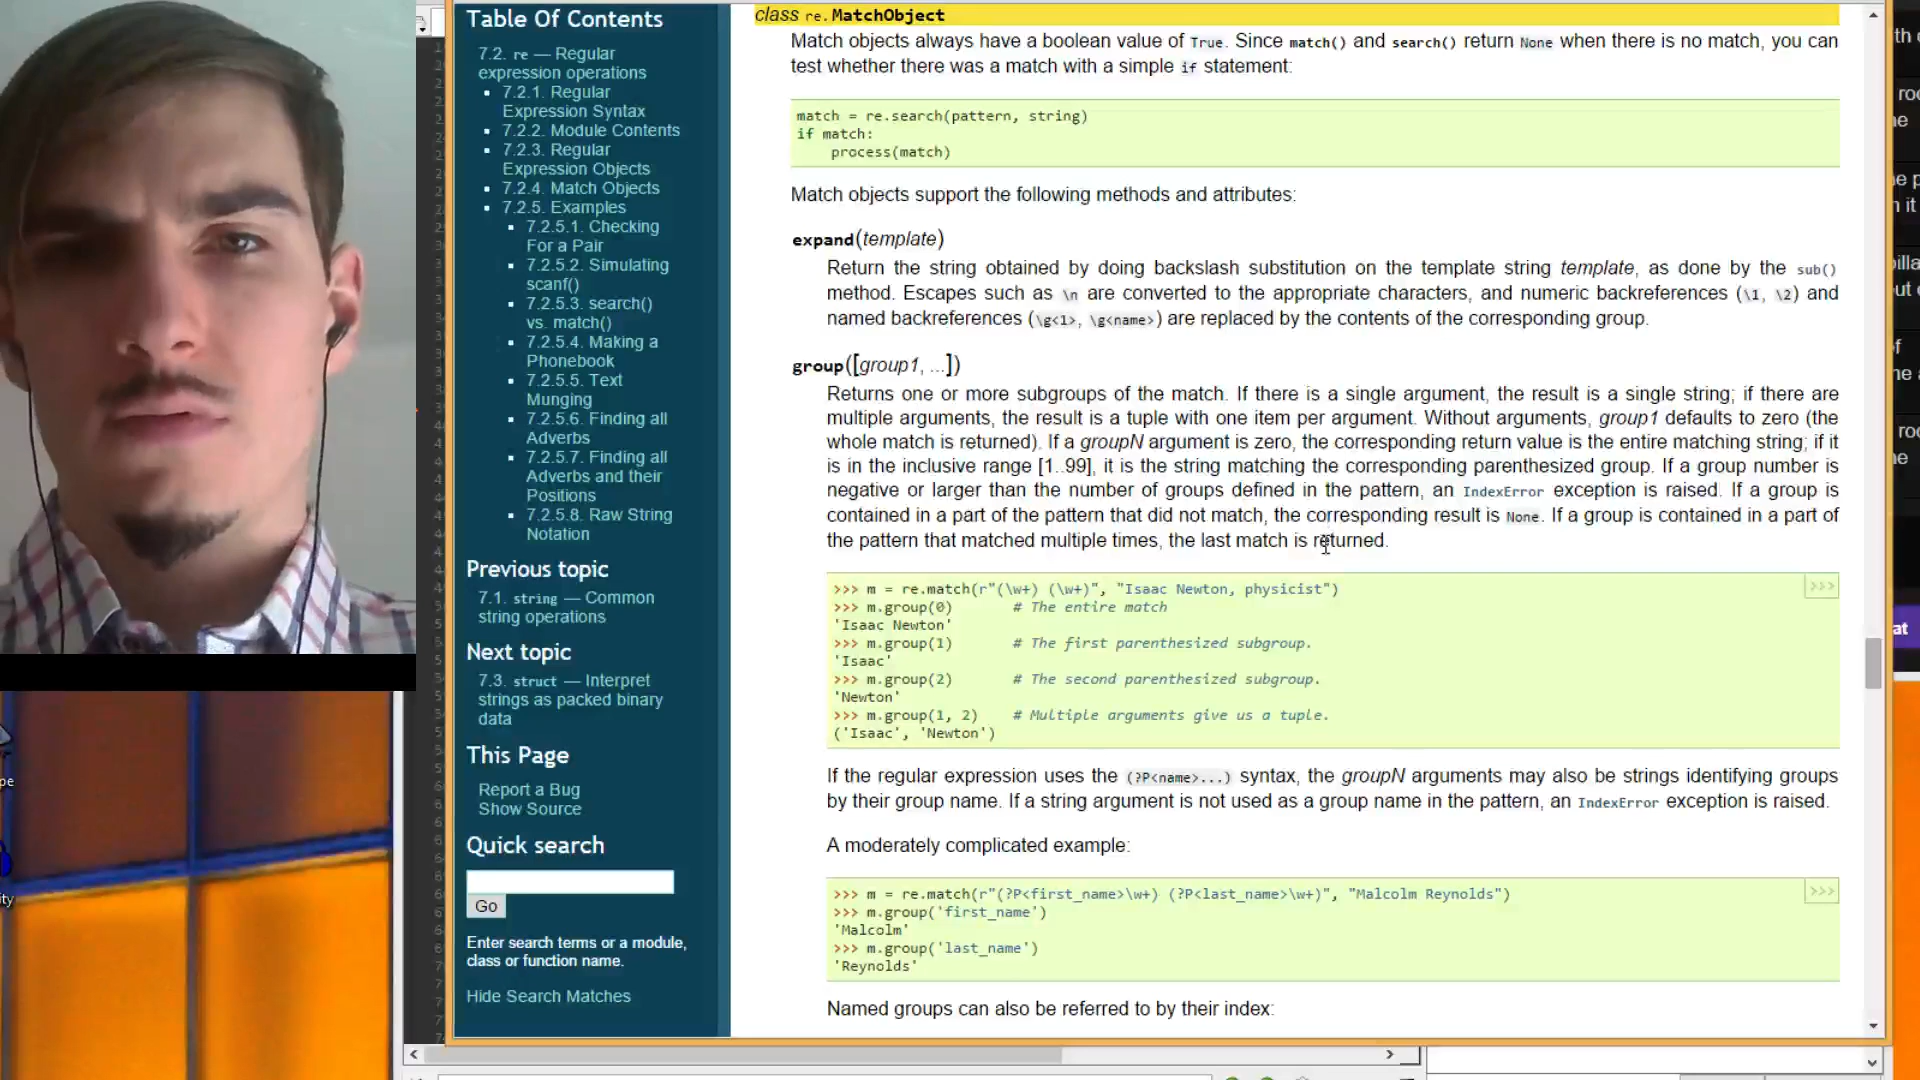 Table Of Contents
7.2. re — Regular
expression operations
7.2.1. Regular
Expression Syntax
7.2.2. Module Contents
7.2.3. Regular
Expression Objects
7.2.4. Match Objects
7.2.5. Examples
7.2.5.1. Checking
For a Pair
7.2.5.2. Simulating
scanf()
7.2.5.3. search()
vs. match()
7.2.5.4. Making a
Phonebook
7.2.5.5. Text
Munging
7.2.5.6. Finding all
Adverbs
7.2.5.7. Finding all
Adverbs and their
Positions
7.2.5.8. Raw String
Notation
Previous topic
7.1. string — Common
string operations
Next topic
7.3. struct — Interpret
strings as packed binary
data
This Page
Report a Bug
Show Source
Quick search
Go
Enter search terms or a module,
class or function name.
Hide Search Matches
class re.MatchObject
Match objects always have a boolean value of True. Since match() and search() return None when there is no match, you can
test whether there was a match with a simple if statement:
match = re.search(pattern, string)
if match:
    process(match)
Match objects support the following methods and attributes:
expand(template)
Return the string obtained by doing backslash substitution on the template string template, as done by the sub()
method. Escapes such as \n are converted to the appropriate characters, and numeric backreferences (\1, \2) and
named backreferences (\g<1>, \g<name>) are replaced by the contents of the corresponding group.
group([group1, ...])
Returns one or more subgroups of the match. If there is a single argument, the result is a single string; if there are
multiple arguments, the result is a tuple with one item per argument. Without arguments, group1 defaults to zero (the
whole match is returned). If a groupN argument is zero, the corresponding return value is the entire matching string; if it
is in the inclusive range [1..99], it is the string matching the corresponding parenthesized group. If a group number is
negative or larger than the number of groups defined in the pattern, an IndexError exception is raised. If a group is
contained in a part of the pattern that did not match, the corresponding result is None. If a group is contained in a part of
the pattern that matched multiple times, the last match is returned.
>>> m = re.match(r"(\w+) (\w+)", "Isaac Newton, physicist")
>>>
>>> m.group(0)       # The entire match
'Isaac Newton'
>>> m.group(1)       # The first parenthesized subgroup.
'Isaac'
>>> m.group(2)       # The second parenthesized subgroup.
'Newton'
>>> m.group(1, 2)    # Multiple arguments give us a tuple.
('Isaac', 'Newton')
If the regular expression uses the (?P<name>...) syntax, the groupN arguments may also be strings identifying groups
by their group name. If a string argument is not used as a group name in the pattern, an IndexError exception is raised.
A moderately complicated example:
>>> m = re.match(r"(?P<first_name>\w+) (?P<last_name>\w+)", "Malcolm Reynolds")
>>>
>>> m.group('first_name')
'Malcolm'
>>> m.group('last_name')
'Reynolds'
Named groups can also be referred to by their index: